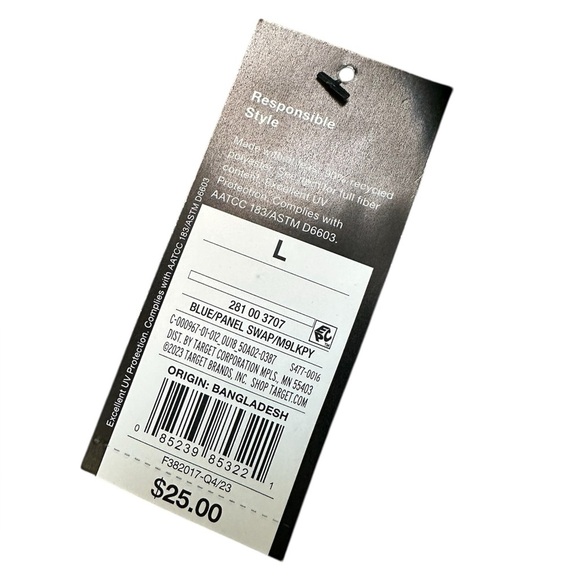 Responsible
Style
Made with at least 50% recycled
polyester. See item for full fiber
content. Excellent UV
Protection. Complies with
AATCC 183/ASTM D6603.
Excellent UV Protection. Complies with AATCC 183/ASTM D6603
L
281 00 3707
BLUE/PANEL SWAP/M9LKPY
C-000967-01-012_0U18_50A02-0387 S477-0016
DIST. BY TARGET CORPORATION MPLS, MN 55403
©2023 TARGET BRANDS, INC. SHOP TARGET.COM
ORIGIN: BANGLADESH
0 85239 85322 1
F382017-Q4/23
$25.00